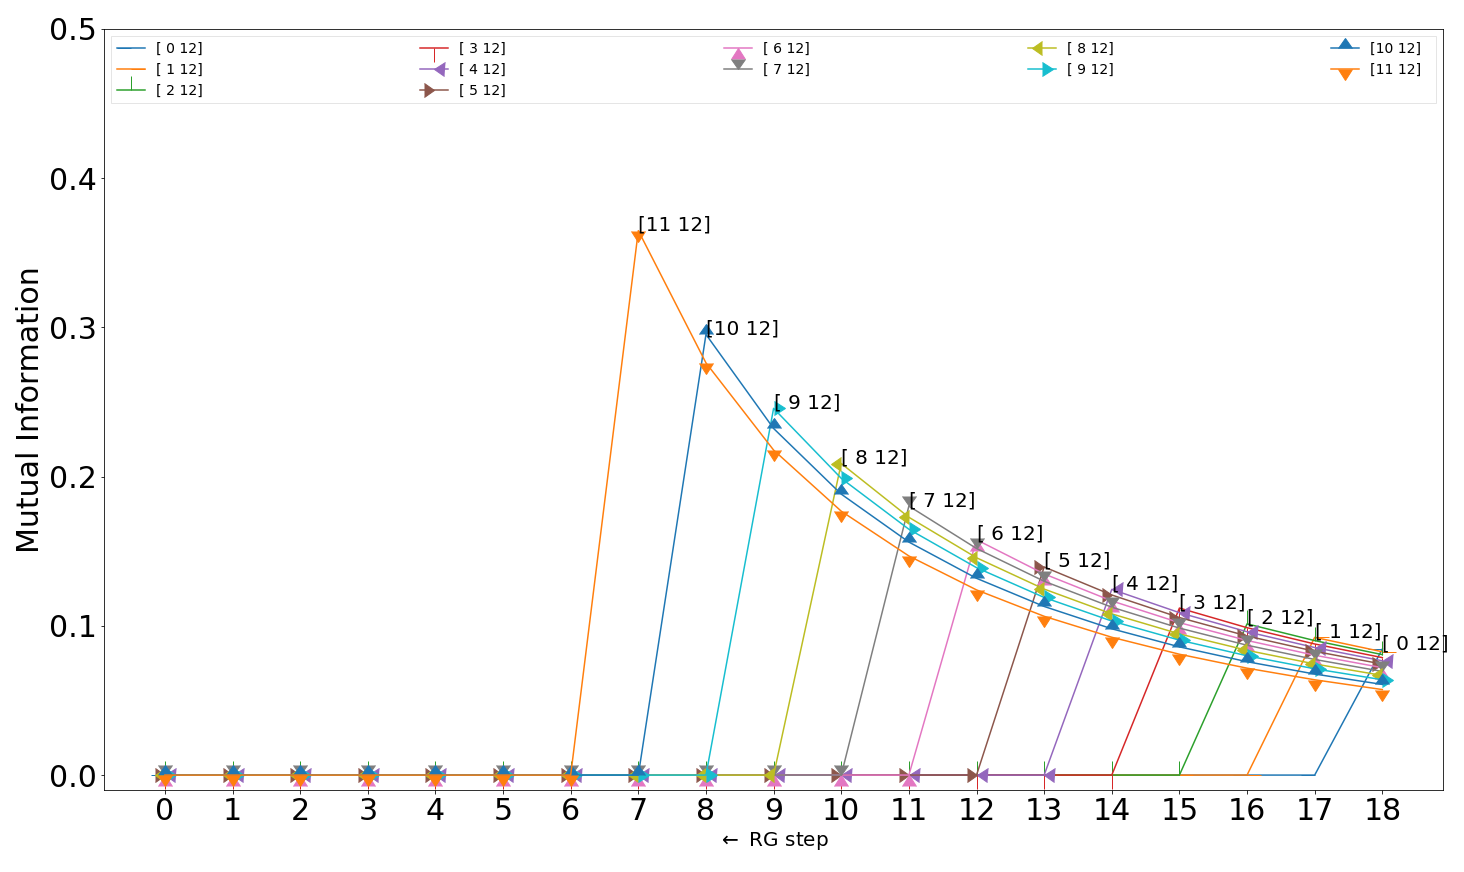 0.5
[ 0 12] [ 3 12] [ 6 12] [ 8 12] [10 12]
[ 1 12] [ 4 12] [ 7 12] [ 9 12] [11 12]
[ 2 12] [ 5 12]
0.4
[11 12]
0.3
[10 12]
[ 9 12]
0.2
[ 8 12]
[ 7 12]
[ 6 12]
[ 5 12]
[ 4 12]
[ 3 12]
0.1
[ 2 12]
[ 1 12]
[ 0 12]
0.0
Mutual Information
0 1 2 3 4 5 6 7 8 9 10 11 12 13 14 15 16 17 18
← RG step